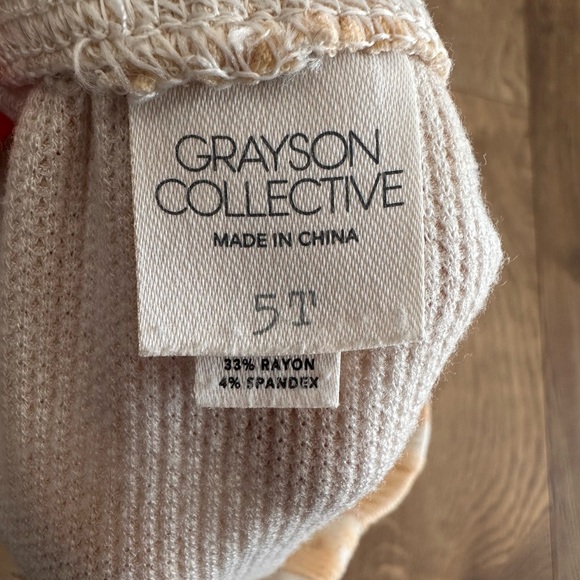 GRAYSON
COLLECTIVE
MADE IN CHINA
5T
33% RAYON
4% SPANDEX